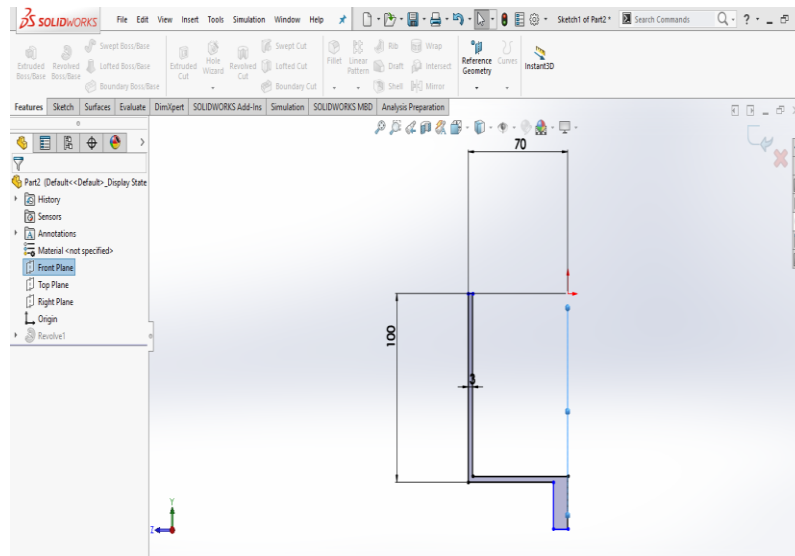 SOLIDWORKS File Edit View Insert Tools Simulation Window Help Sketch1 of Part2 * Search Commands
Extruded Boss/Base Revolved Boss/Base Swept Boss/Base Lofted Boss/Base Boundary Boss/Base Extruded Cut Hole Wizard Revolved Cut Swept Cut Lofted Cut Boundary Cut Fillet Linear Pattern Rib Draft Shell Wrap Intersect Mirror Reference Geometry Curves Instant3D
Features Sketch Surfaces Evaluate DimXpert SOLIDWORKS Add-Ins Simulation SOLIDWORKS MBD Analysis Preparation
Part2 (Default<<Default>_Display State
History
Sensors
Annotations
Material <not specified>
Front Plane
Top Plane
Right Plane
Origin
Revolve1
70
100
3
Y
Z